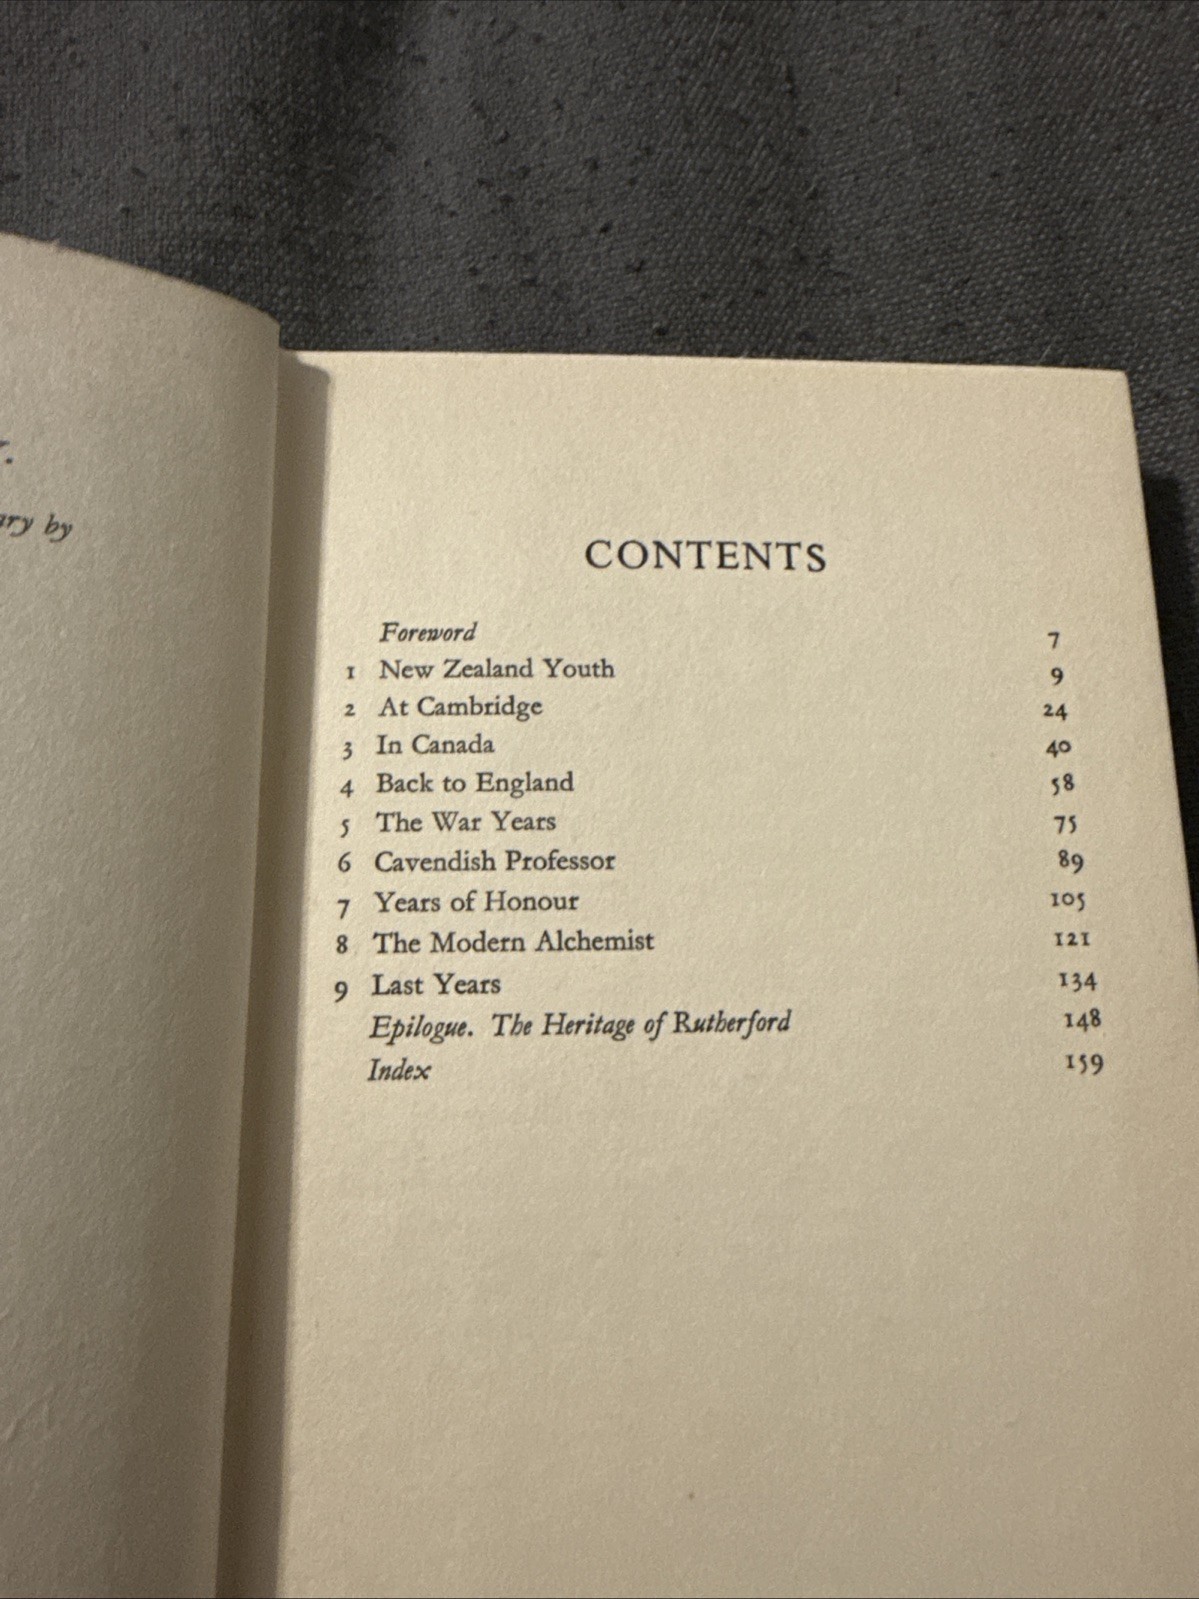 by
CONTENTS
Foreword 7
1 New Zealand Youth 9
2 At Cambridge 24
3 In Canada 40
4 Back to England 58
5 The War Years 75
6 Cavendish Professor 89
7 Years of Honour 105
8 The Modern Alchemist 121
9 Last Years 134
Epilogue. The Heritage of Rutherford 148
Index 159